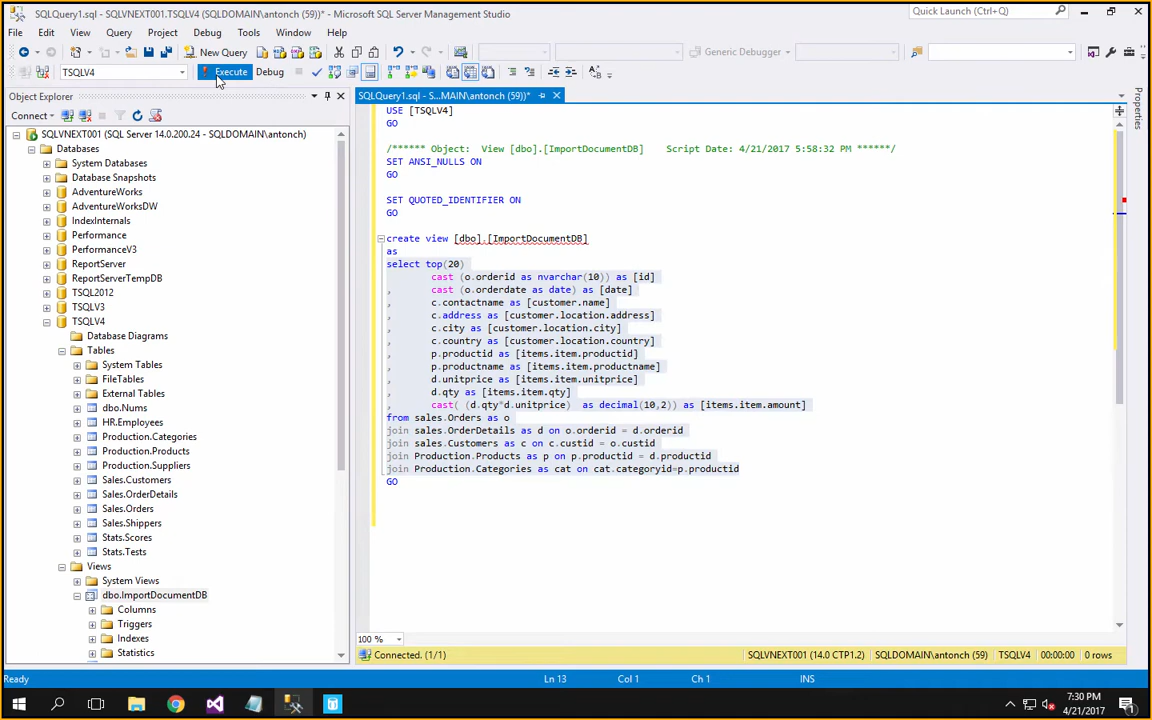 SQLQuery1.sql - SQLVNEXT001.TSQLV4 (SQLDOMAIN\antonch (59))* - Microsoft SQL Server Management Studio
Quick Launch (Ctrl+Q)
File Edit View Query Project Debug Tools Window Help
New Query
Generic Debugger
TSQLV4
Execute
Debug
Object Explorer
SQLQuery1.sql - S...MAIN\antonch (59))*
Properties
Connect
SQLVNEXT001 (SQL Server 14.0.200.24 - SQLDOMAIN\antonch)
Databases
System Databases
Database Snapshots
AdventureWorks
AdventureWorksDW
IndexInternals
Performance
PerformanceV3
ReportServer
ReportServerTempDB
TSQL2012
TSQLV3
TSQLV4
Database Diagrams
Tables
System Tables
FileTables
External Tables
dbo.Nums
HR.Employees
Production.Categories
Production.Products
Production.Suppliers
Sales.Customers
Sales.OrderDetails
Sales.Orders
Sales.Shippers
Stats.Scores
Stats.Tests
Views
System Views
dbo.ImportDocumentDB
Columns
Triggers
Indexes
Statistics
USE [TSQLV4]
GO
/****** Object:  View [dbo].[ImportDocumentDB]    Script Date: 4/21/2017 5:58:32 PM ******/
SET ANSI_NULLS ON
GO
SET QUOTED_IDENTIFIER ON
GO
create view [dbo].[ImportDocumentDB]
as
select top(20)
cast (o.orderid as nvarchar(10)) as [id]
, cast (o.orderdate as date) as [date]
, c.contactname as [customer.name]
, c.address as [customer.location.address]
, c.city as [customer.location.city]
, c.country as [customer.location.country]
, p.productid as [items.item.productid]
, p.productname as [items.item.productname]
, d.unitprice as [items.item.unitprice]
, d.qty as [items.item.qty]
, cast( (d.qty*d.unitprice)  as decimal(10,2)) as [items.item.amount]
from sales.Orders as o
join sales.OrderDetails as d on o.orderid = d.orderid
join sales.Customers as c on c.custid = o.custid
join Production.Products as p on p.productid = d.productid
join Production.Categories as cat on cat.categoryid=p.productid
GO
100 %
Connected. (1/1)
SQLVNEXT001 (14.0 CTP1.2)
SQLDOMAIN\antonch (59)
TSQLV4
00:00:00
0 rows
Ready
Ln 13
Col 1
Ch 1
INS
7:30 PM
4/21/2017
1